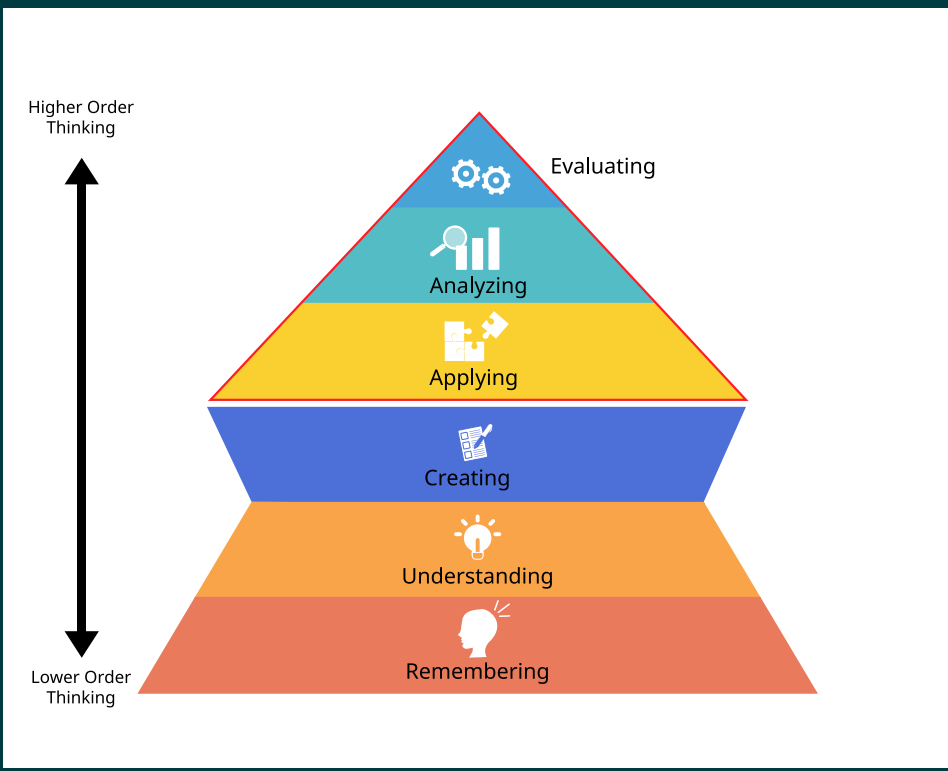 Higher Order
Thinking
Evaluating
Analyzing
Applying
Creating
Understanding
Remembering
Lower Order
Thinking